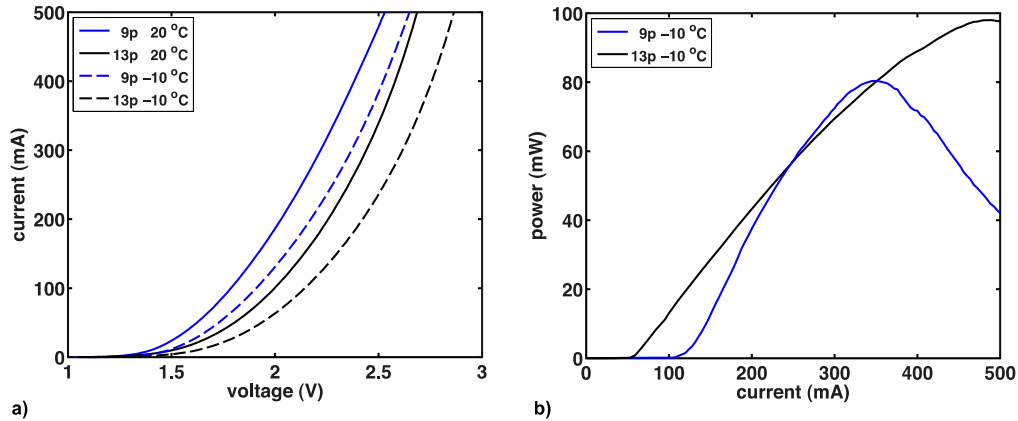 500
400
300
200
100
0
current (mA)
9p 20 °C
13p 20 °C
9p –10 °C
13p –10 °C
1
1.5
2
2.5
3
voltage (V)
a)
100
80
60
40
20
0
power (mW)
9p –10 °C
13p –10 °C
0
100
200
300
400
500
current (mA)
b)